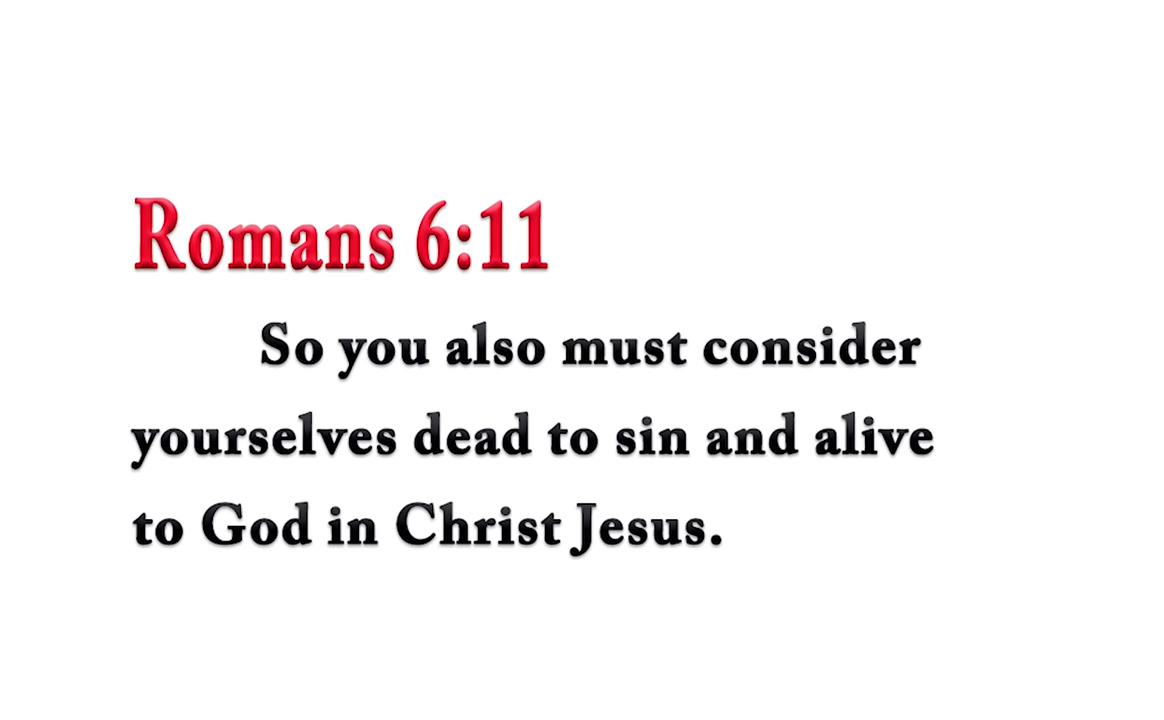 Romans 6:11
So you also must consider
yourselves dead to sin and alive
to God in Christ Jesus.